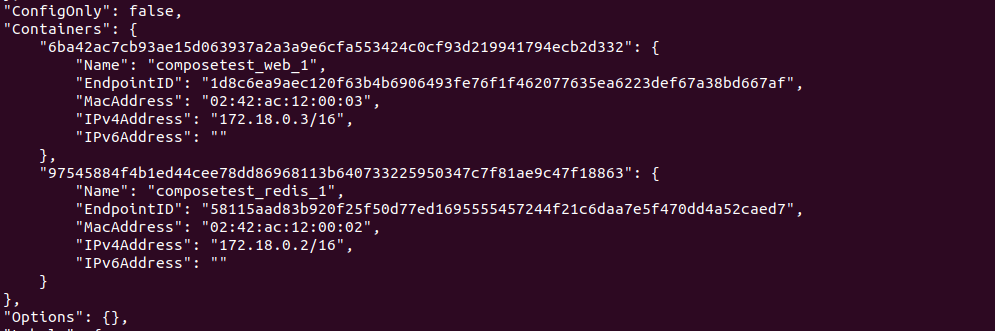 "ConfigOnly": false,
"Containers": {
"6ba42ac7cb93ae15d063937a2a3a9e6cfa553424c0cf93d219941794ecb2d332": {
"Name": "composetest_web_1",
"EndpointID": "1d8c6ea9aec120f63b4b6906493fe76f1f462077635ea6223def67a38bd667af",
"MacAddress": "02:42:ac:12:00:03",
"IPv4Address": "172.18.0.3/16",
"IPv6Address": ""
},
"97545884f4b1ed44cee78dd86968113b640733225950347c7f81ae9c47f18863": {
"Name": "composetest_redis_1",
"EndpointID": "58115aad83b920f25f50d77ed1695555457244f21c6daa7e5f470dd4a52caed7",
"MacAddress": "02:42:ac:12:00:02",
"IPv4Address": "172.18.0.2/16",
"IPv6Address": ""
}
},
"Options": {},